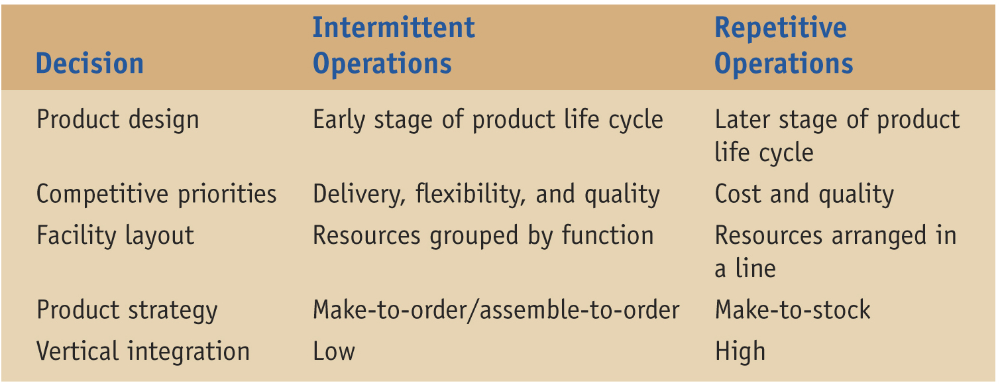 Decision Intermittent Operations Repetitive Operations
Product design Early stage of product life cycle Later stage of product life cycle
Competitive priorities Delivery, flexibility, and quality Cost and quality
Facility layout Resources grouped by function Resources arranged in a line
Product strategy Make-to-order/assemble-to-order Make-to-stock
Vertical integration Low High